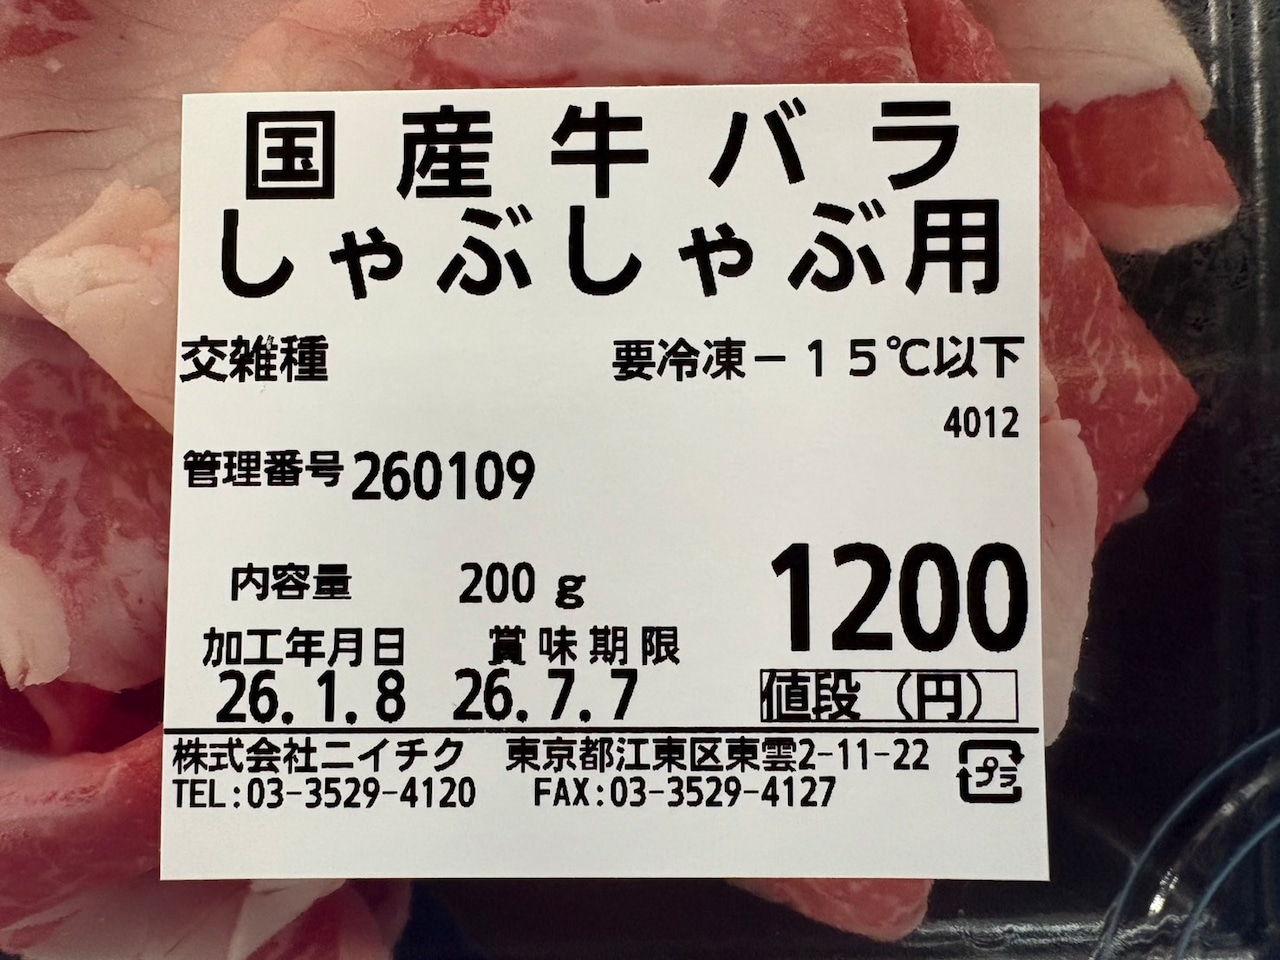 国産牛バラ
しゃぶしゃぶ用
交雑種 要冷凍－１５℃以下
4012
管理番号260109
内容量 200ｇ
1200
加工年月日 賞味期限
26.1.8 26.7.7 値段（円）
株式会社ニイチク 東京都江東区東雲2-11-22
TEL:03-3529-4120 FAX:03-3529-4127
プラ